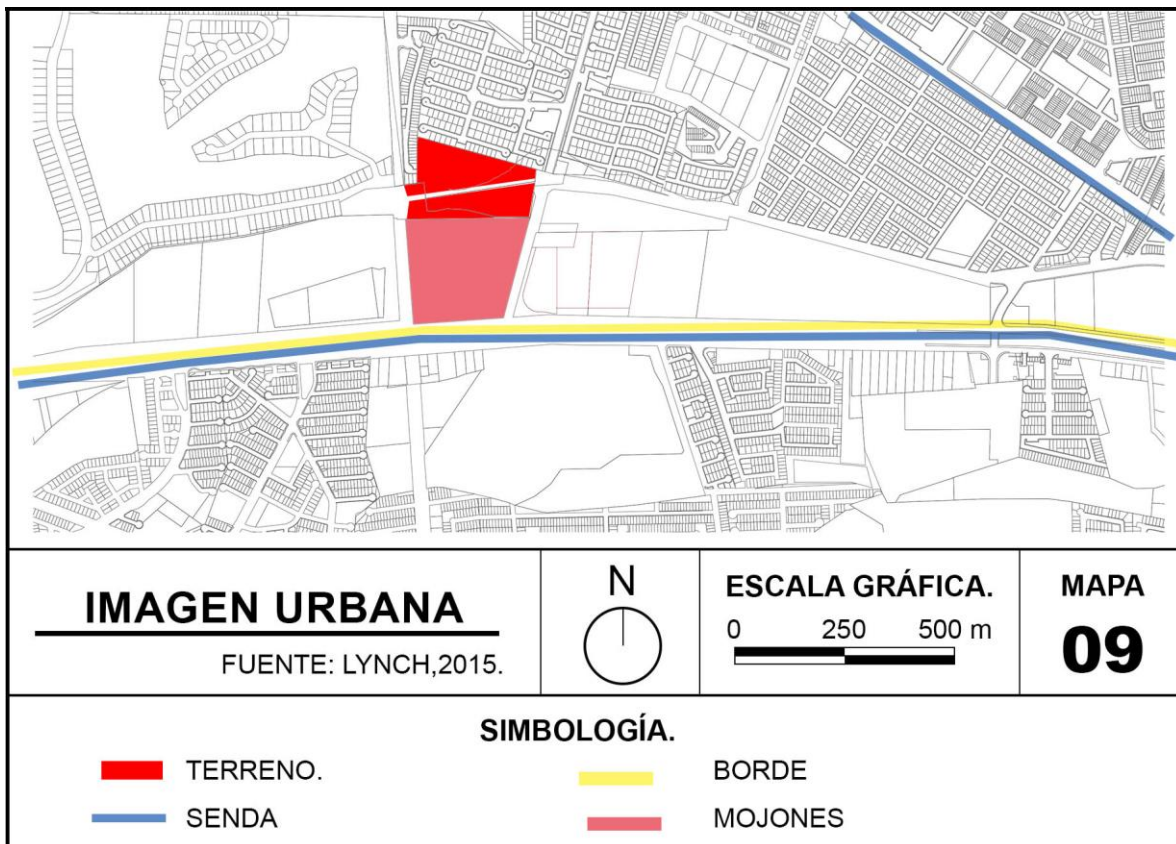 IMAGEN URBANA
FUENTE: LYNCH,2015.
N
ESCALA GRÁFICA.
0 250 500 m
MAPA
09
SIMBOLOGÍA.
TERRENO.
BORDE
SENDA
MOJONES